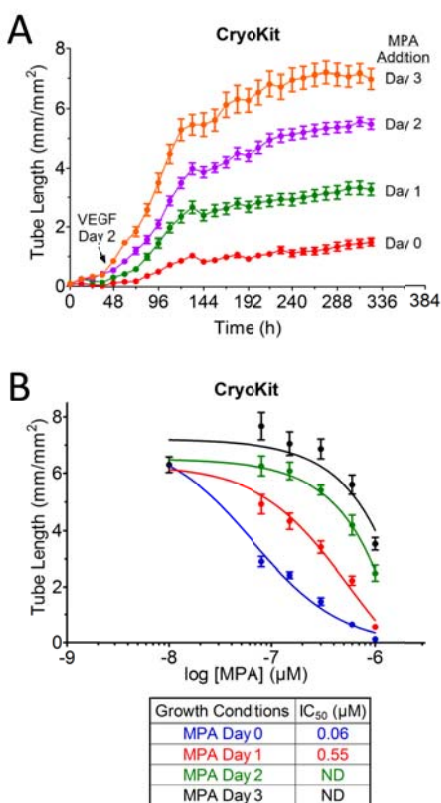 A
CryoKit
MPA
Addtion
8
6
4
2
0
Tube Length (mm/mm²)
VEGF
Day 2
Day 3
Day 2
Day 1
Day 0
0 48 96 144 192 240 288 336 384
Time (h)
B
CryoKit
8
6
4
2
0
Tube Length (mm/mm²)
-9 -8 -7 -6
log [MPA] (µM)
Growth Condtions IC₅₀ (µM)
MPA Day 0 0.06
MPA Day 1 0.55
MPA Day 2 ND
MPA Day 3 ND